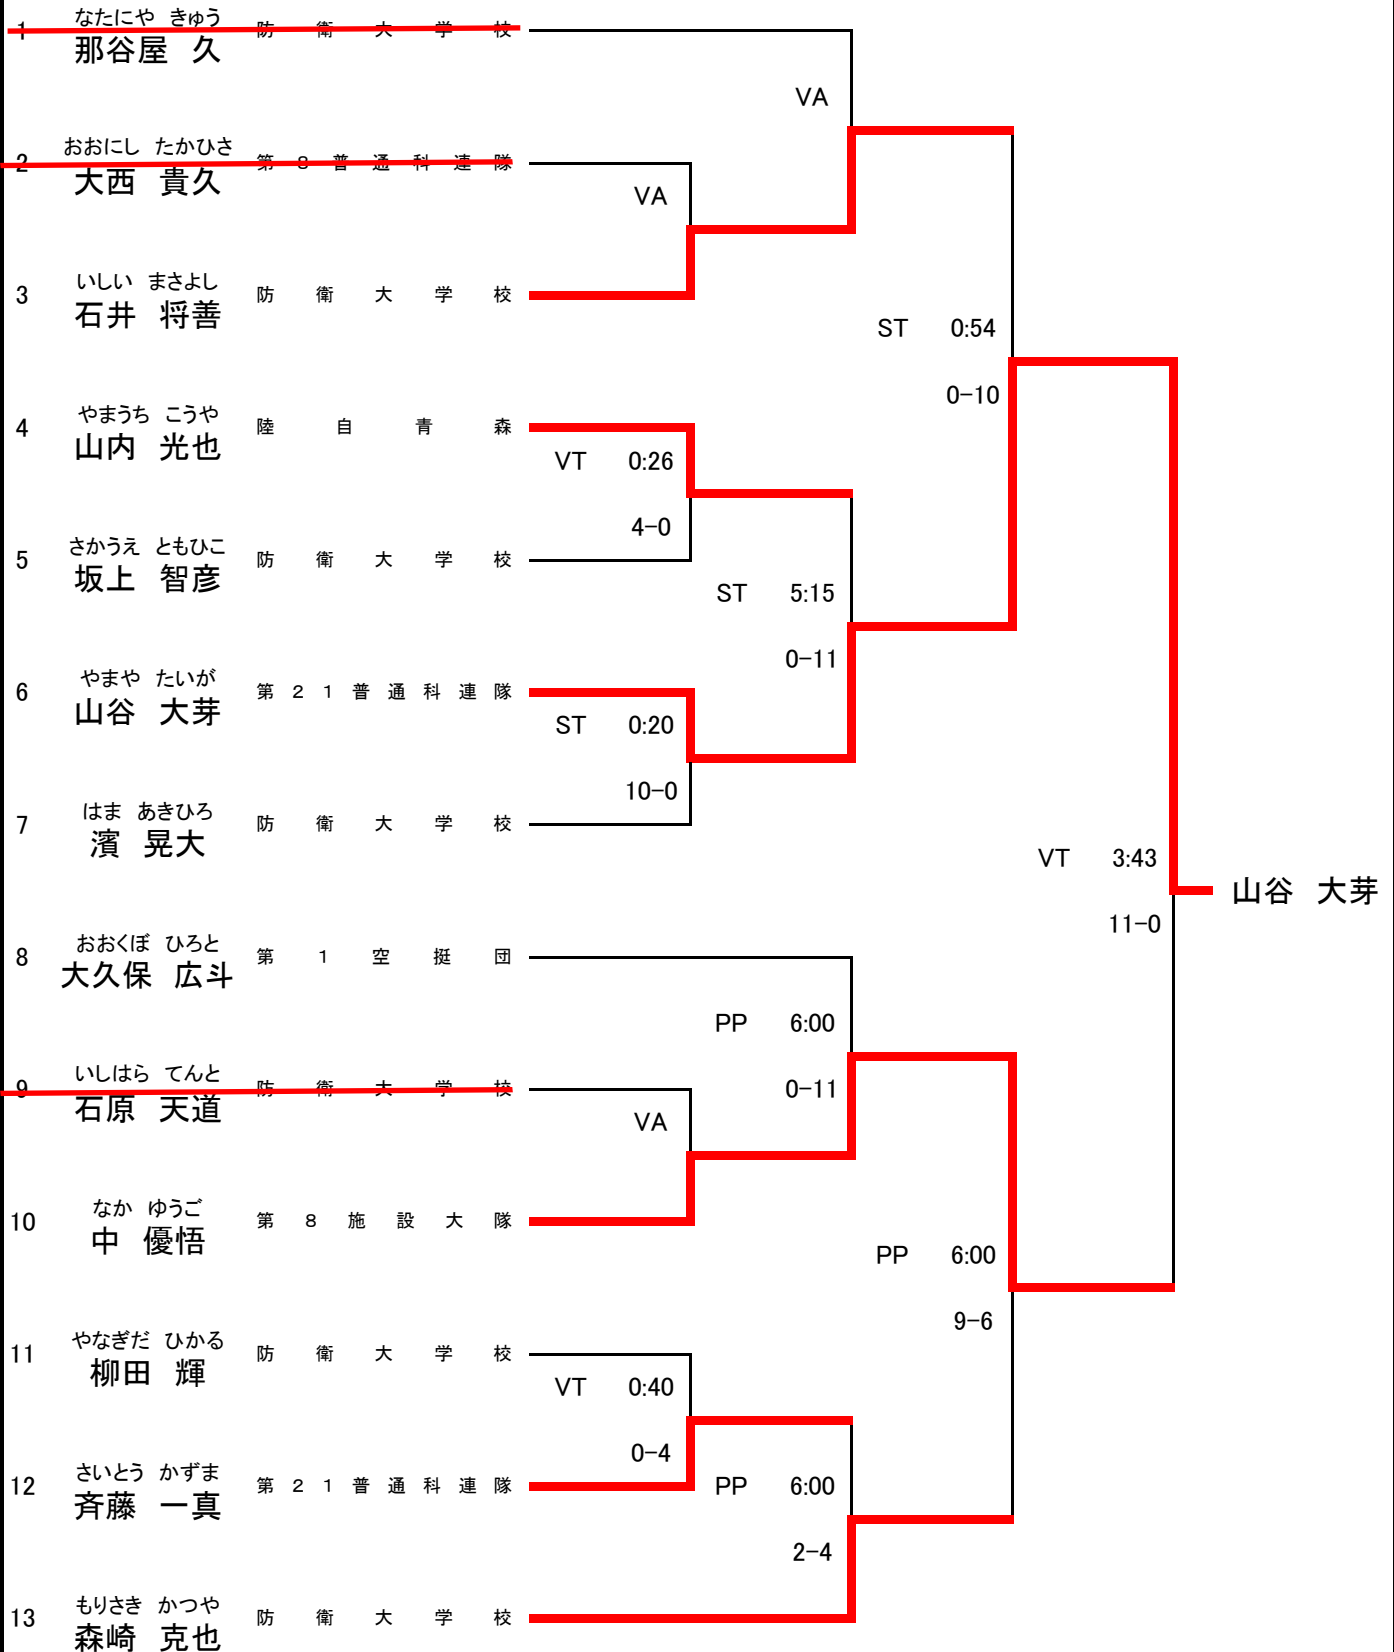 なたにや きゅう
1 那谷屋 久 防衛大学校
VA
おおにし たかひさ
2 大西 貴久 第8普通科連隊
VA
いしい まさよし
3 石井 将善 防衛大学校
ST 0:54
0-10
やまうち こうや
4 山内 光也 陸自青森
VT 0:26
4-0
さかうえ ともひこ
5 坂上 智彦 防衛大学校
ST 5:15
0-11
やまや たいが
6 山谷 大芽 第21普通科連隊
ST 0:20
10-0
はま あきひろ
7 濱 晃大 防衛大学校
VT 3:43
山谷 大芽
11-0
おおくぼ ひろと
8 大久保 広斗 第1空挺団
PP 6:00
0-11
いしはら てんと
9 石原 天道 防衛大学校
VA
なか ゆうご
10 中 優悟 第8施設大隊
PP 6:00
9-6
やなぎだ ひかる
11 柳田 輝 防衛大学校
VT 0:40
0-4
さいとう かずま
12 斉藤 一真 第21普通科連隊
PP 6:00
2-4
もりさき かつや
13 森崎 克也 防衛大学校